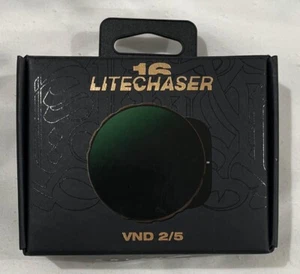 16
LITECHASER
VND 2/5